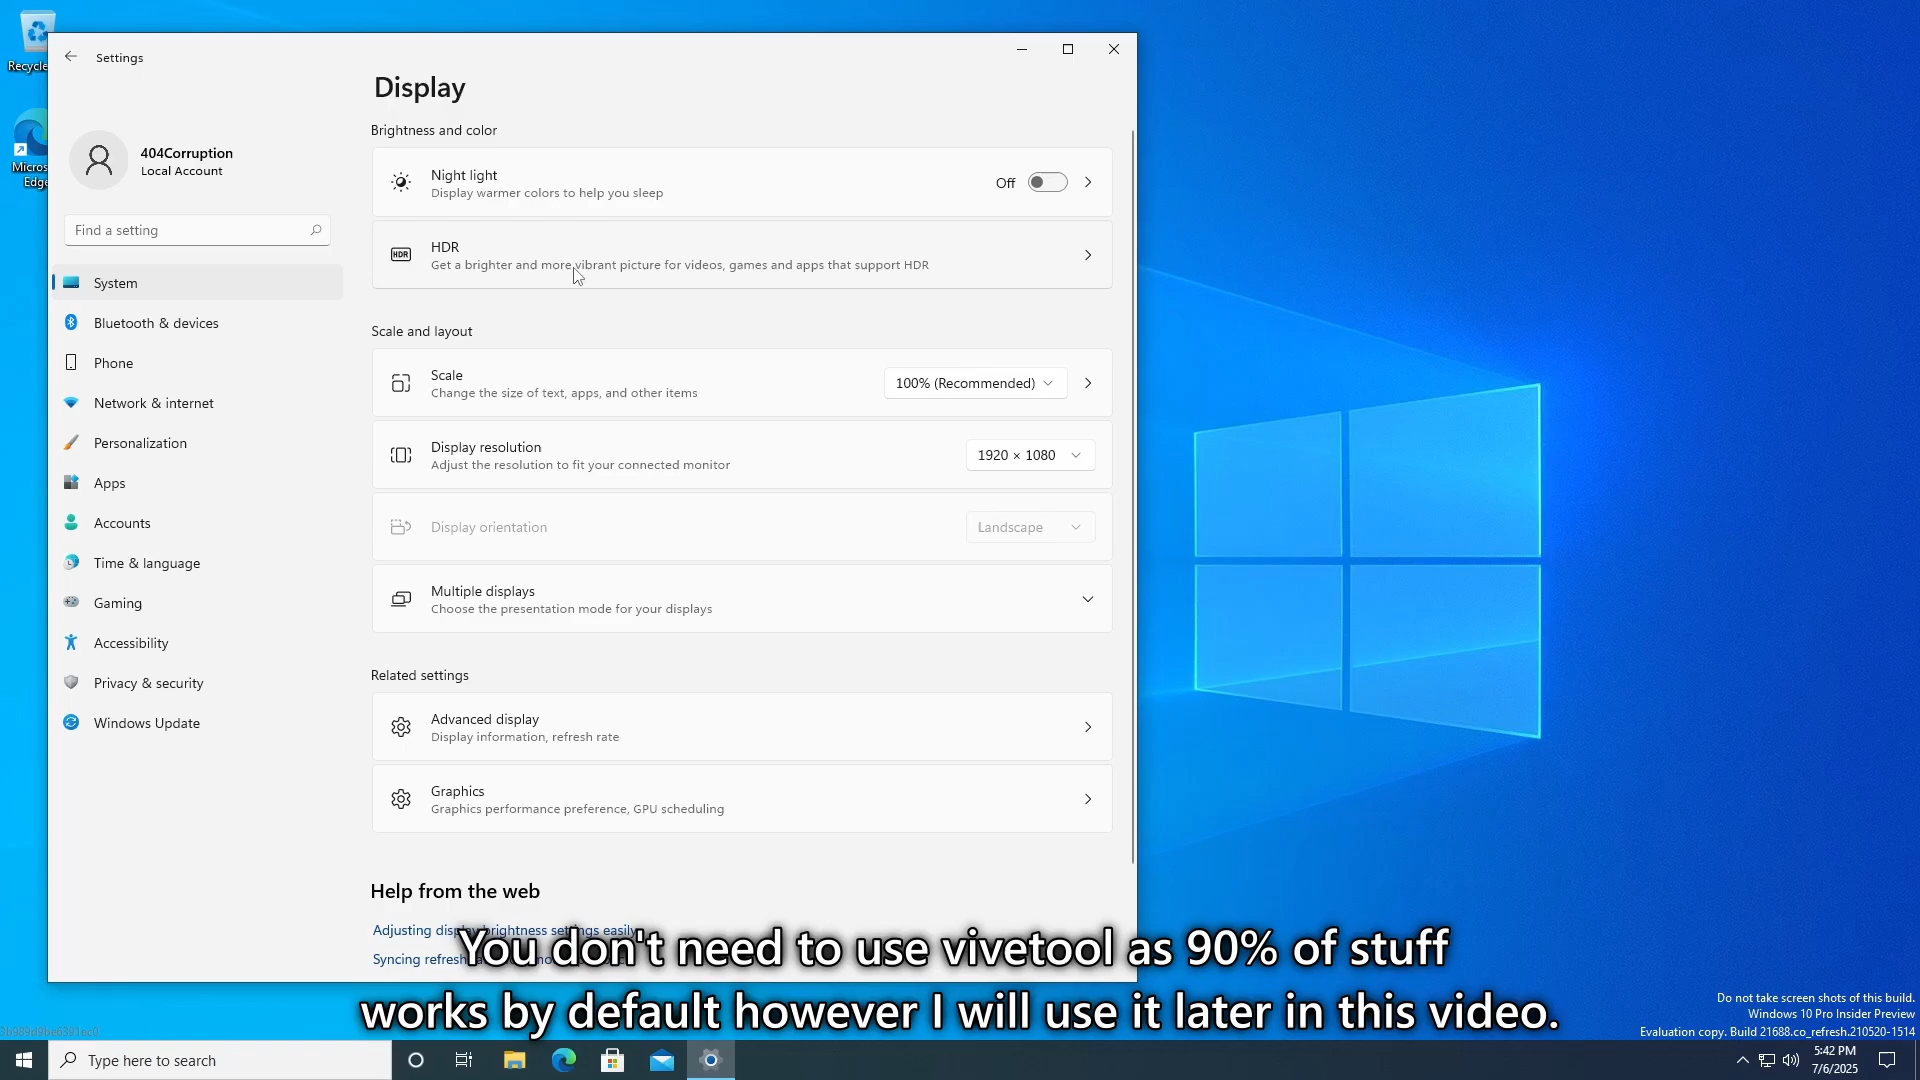 Recycle
Micros
Edge
Settings
404Corruption
Local Account
Find a setting
System
Bluetooth & devices
Phone
Network & internet
Personalization
Apps
Accounts
Time & language
Gaming
Accessibility
Privacy & security
Windows Update
Display
Brightness and color
Night light
Display warmer colors to help you sleep
Off
HDR
HDR
Get a brighter and more vibrant picture for videos, games and apps that support HDR
Scale and layout
Scale
Change the size of text, apps, and other items
100% (Recommended)
Display resolution
Adjust the resolution to fit your connected monitor
1920 × 1080
Display orientation
Landscape
Multiple displays
Choose the presentation mode for your displays
Related settings
Advanced display
Display information, refresh rate
Graphics
Graphics performance preference, GPU scheduling
Help from the web
Adjusting display brightness settings easily
Syncing refresh
You don't need to use vivetool as 90% of stuff
works by default however I will use it later in this video.
Do not take screen shots of this build.
Windows 10 Pro Insider Preview
Evaluation copy. Build 21688.co_refresh.210520-1514
Type here to search
5:42 PM
7/6/2025